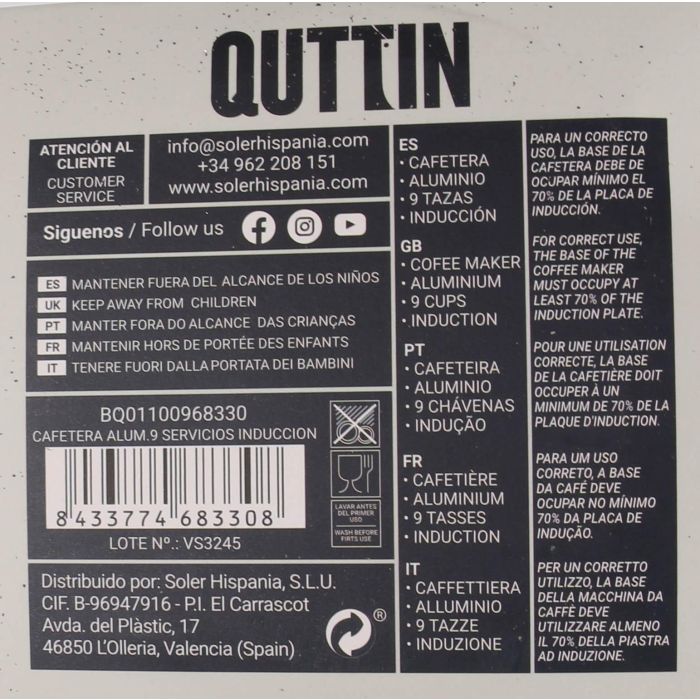 QUTTIN
ATENCIÓN AL
CLIENTE
CUSTOMER
SERVICE
info@solerhispania.com
+34 962 208 151
www.solerhispania.com
Siguenos / Follow us
ES MANTENER FUERA DEL ALCANCE DE LOS NIÑOS
UK KEEP AWAY FROM CHILDREN
PT MANTER FORA DO ALCANCE DAS CRIANÇAS
FR MANTENIR HORS DE PORTÉE DES ENFANTS
IT TENERE FUORI DALLA PORTATA DEI BAMBINI
BQ01100968330
CAFETERA ALUM.9 SERVICIOS INDUCCION
8 433774 683308
LOTE Nº.: VS3245
LAVAR ANTES
DEL PRIMER
USO
WASH BEFORE
FIRTS USE
Distribuido por: Soler Hispania, S.L.U.
CIF. B-96947916 - P.I. El Carrascot
Avda. del Plàstic, 17
46850 L'Olleria, Valencia (Spain)
®
ES
• CAFETERA
• ALUMINIO
• 9 TAZAS
• INDUCCIÓN
GB
• COFEE MAKER
• ALUMINIUM
• 9 CUPS
• INDUCTION
PT
• CAFETEIRA
• ALUMINIO
• 9 CHÁVENAS
• INDUÇÃO
FR
• CAFETIÈRE
• ALUMINIUM
• 9 TASSES
• INDUCTION
IT
• CAFFETTIERA
• ALLUMINIO
• 9 TAZZE
• INDUZIONE
PARA UN CORRECTO
USO, LA BASE DE LA
CAFETERA DEBE DE
OCUPAR MÍNIMO EL
70% DE LA PLACA DE
INDUCCIÓN.
FOR CORRECT USE,
THE BASE OF THE
COFFEE MAKER
MUST OCCUPY AT
LEAST 70% OF THE
INDUCTION PLATE.
POUR UNE UTILISATION
CORRECTE, LA BASE
DE LA CAFETIÈRE DOIT
OCCUPER À UN
MINIMUM DE 70% DE LA
PLAQUE D'INDUCTION.
PARA UM USO
CORRETO, A BASE
DA CAFÉ DEVE
OCUPAR NO MÍNIMO
70% DA PLACA DE
INDUÇÃO.
PER UN CORRETTO
UTILIZZO, LA BASE
DELLA MACCHINA DA
CAFFÈ DEVE
UTILIZZARE ALMENO
IL 70% DELLA PIASTRA
AD INDUZIONE.